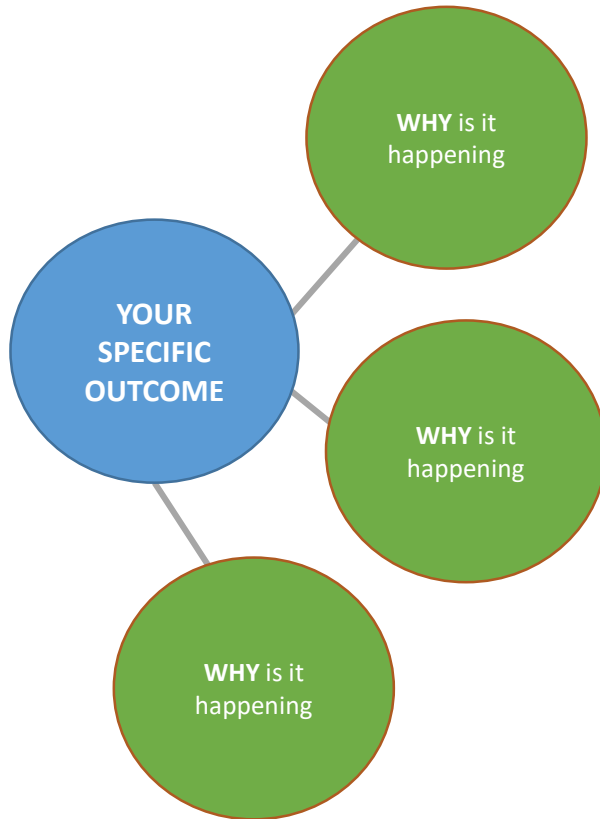 WHY is it
happening
YOUR
SPECIFIC
OUTCOME
WHY is it
happening
WHY is it
happening